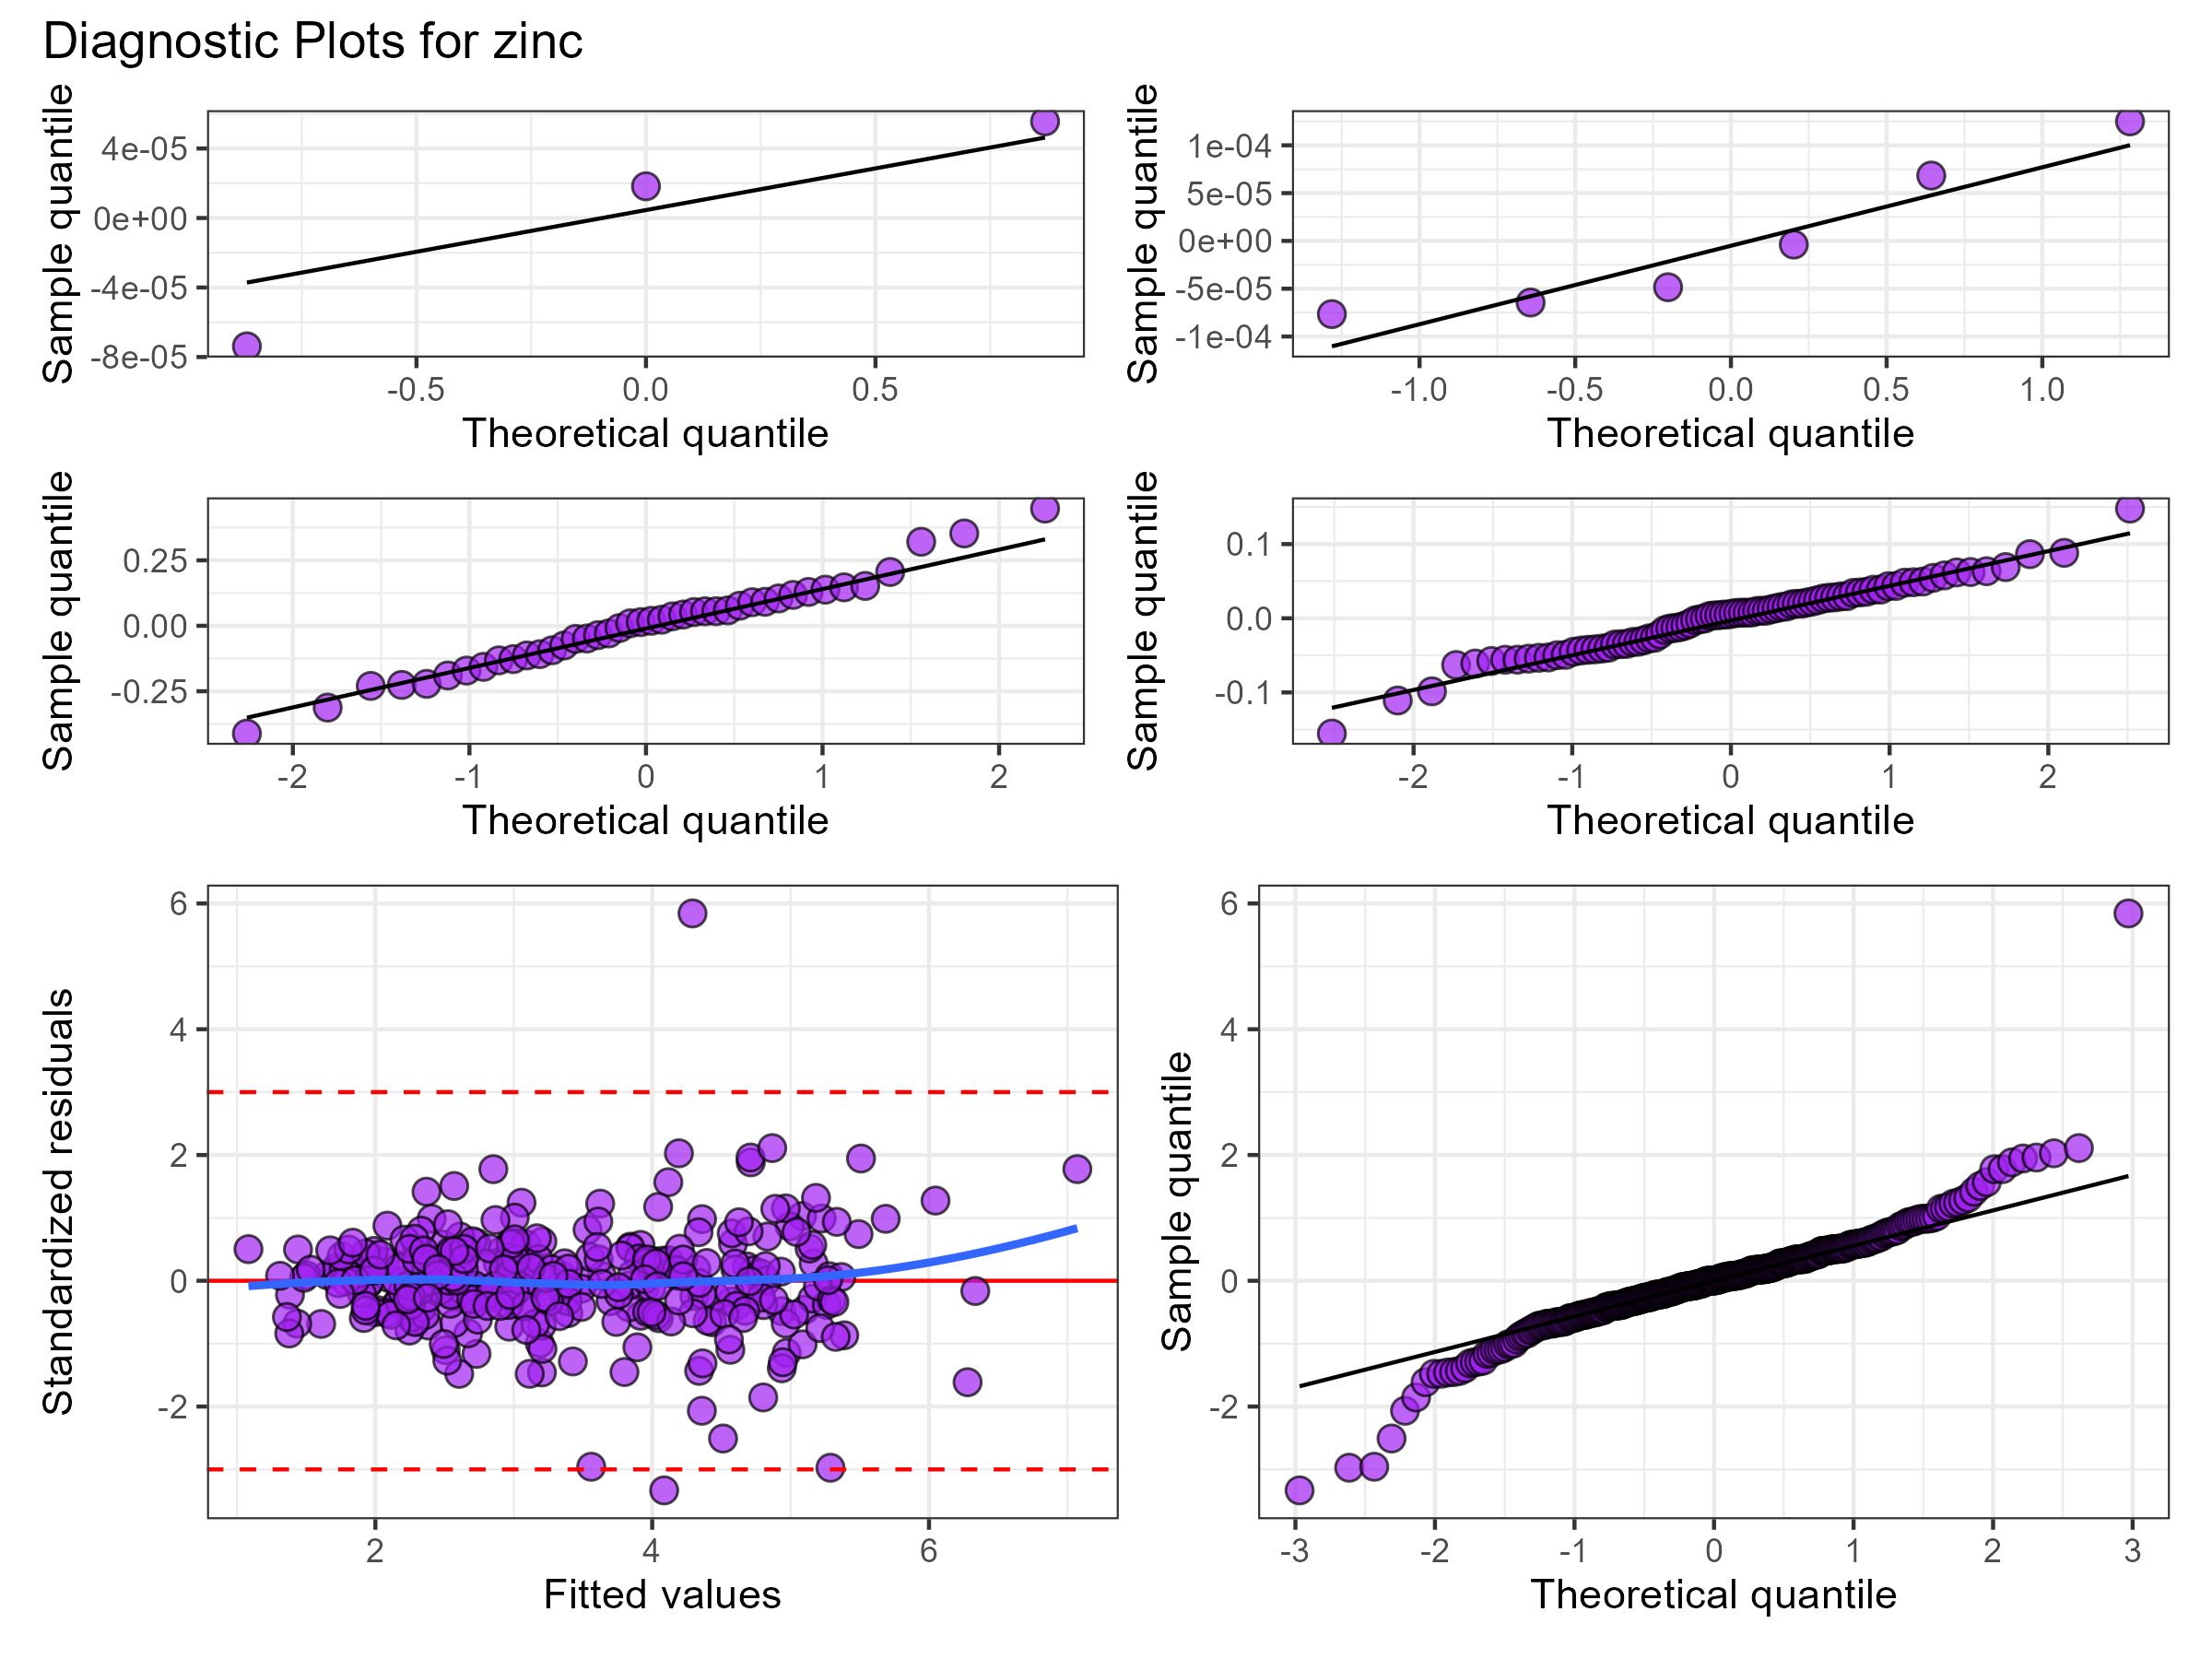 Diagnostic Plots for zinc
Sample quantile
4e-05
0e+00
-4e-05
-8e-05
-0.5 0.0 0.5
Theoretical quantile
Sample quantile
1e-04
5e-05
0e+00
-5e-05
-1e-04
-1.0 -0.5 0.0 0.5 1.0
Theoretical quantile
Sample quantile
0.25
0.00
-0.25
-2 -1 0 1 2
Theoretical quantile
Sample quantile
0.1
0.0
-0.1
-2 -1 0 1 2
Theoretical quantile
Standardized residuals
6
4
2
0
-2
2 4 6
Fitted values
Sample quantile
6
4
2
0
-2
-3 -2 -1 0 1 2 3
Theoretical quantile